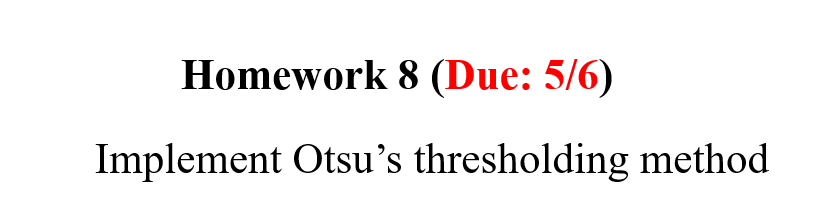 Homework 8 (Due: 5/6)
Implement Otsu’s thresholding method